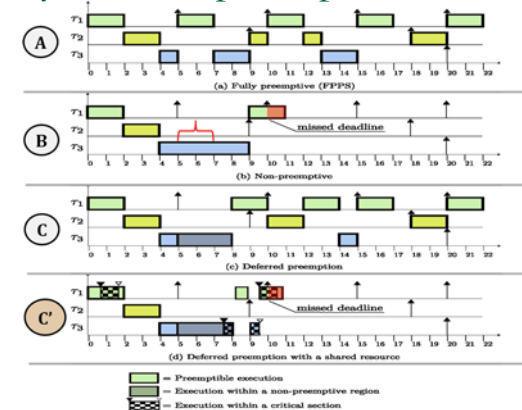 A
τ1
τ2
τ3
0 1 2 3 4 5 6 7 8 9 10 11 12 13 14 15 16 17 18 19 20 21 22
(a) Fully preemptive (FPPS)
B
τ1
τ2
missed deadline
τ3
0 1 2 3 4 5 6 7 8 9 10 11 12 13 14 15 16 17 18 19 20 21 22
(b) Non-preemptive
C
τ1
τ2
τ3
0 1 2 3 4 5 6 7 8 9 10 11 12 13 14 15 16 17 18 19 20 21 22
(c) Deferred preemption
C'
τ1
τ2
missed deadline
τ3
0 1 2 3 4 5 6 7 8 9 10 11 12 13 14 15 16 17 18 19 20 21 22
(d) Deferred preemption with a shared resource
= Preemptible execution
= Execution within a non-preemptive region
= Execution within a critical section